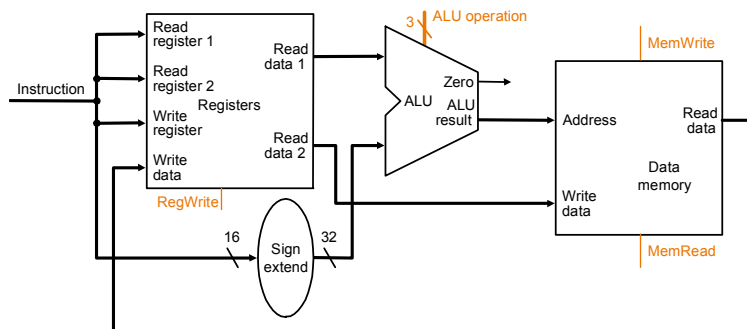 3
ALU operation
Read
register 1
Read
register 2
Write
register
Write
data
Registers
Read
data 1
Read
data 2
Instruction
RegWrite
16
Sign
extend
32
Zero
ALU
ALU
result
MemWrite
Address
Read
data
Data
memory
Write
data
MemRead